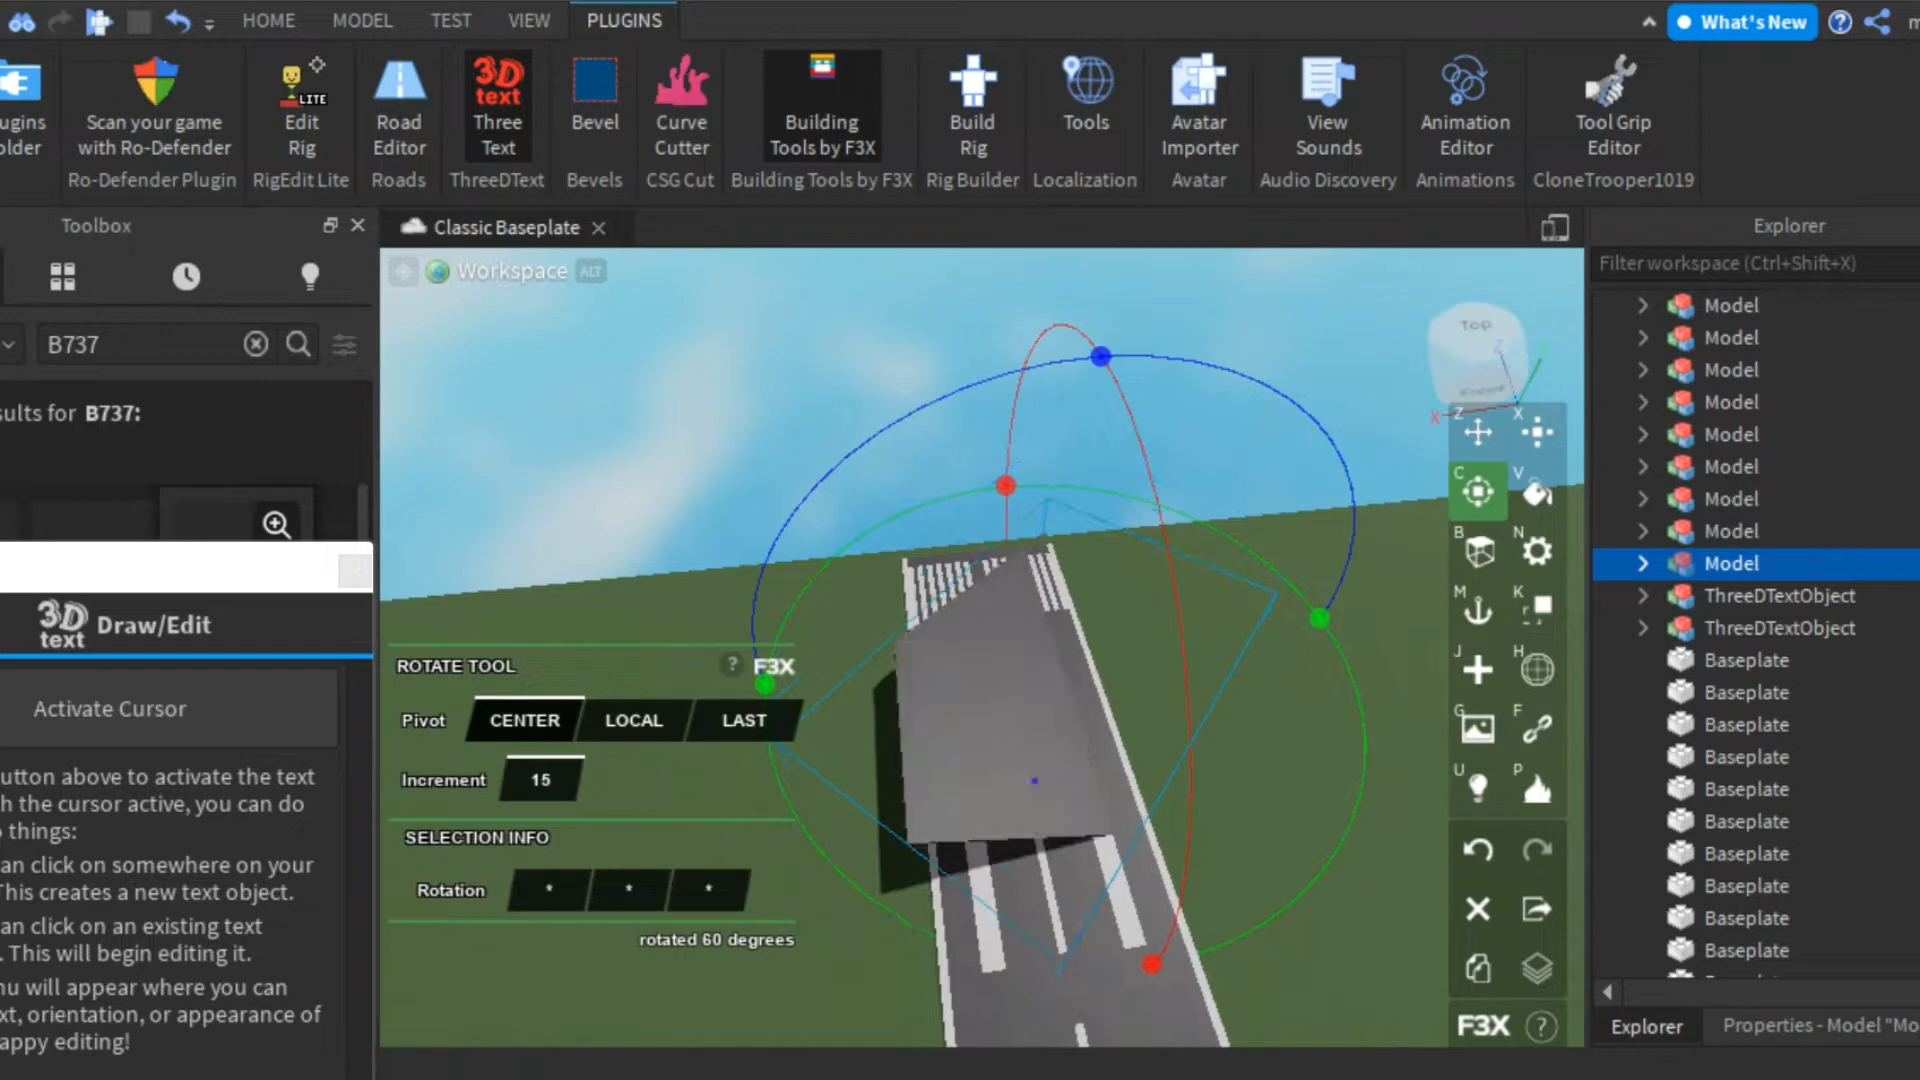 HOME MODEL TEST VIEW PLUGINS What's New
ugins
older
Scan your game
with Ro-Defender
Ro-Defender Plugin
LITE
Edit
Rig
RigEdit Lite
Road
Editor
Roads
3D
text
Three
Text
ThreeDText
Bevel
Bevels
Curve
Cutter
CSG Cut
Building
Tools by F3X
Building Tools by F3X
Build
Rig
Rig Builder
Tools
Localization
Avatar
Importer
Avatar
View
Sounds
Audio Discovery
Animation
Editor
Animations
Tool Grip
Editor
CloneTrooper1019
Toolbox
B737
sults for B737:
3D
text
Draw/Edit
Activate Cursor
utton above to activate the text
h the cursor active, you can do
things:
an click on somewhere on your
This creates a new text object.
an click on an existing text
. This will begin editing it.
nu will appear where you can
xt, orientation, or appearance of
appy editing!
Classic Baseplate
Workspace ALT
TOP
X
Z
ROTATE TOOL ? F3X
Pivot CENTER LOCAL LAST
Increment 15
SELECTION INFO
Rotation * * *
rotated 60 degrees
Z X
C V
B N
M K
J H
G F
U P
F3X ?
Explorer
Filter workspace (Ctrl+Shift+X)
Model
Model
Model
Model
Model
Model
Model
Model
Model
ThreeDTextObject
ThreeDTextObject
Baseplate
Baseplate
Baseplate
Baseplate
Baseplate
Baseplate
Baseplate
Baseplate
Baseplate
Baseplate
Explorer Properties - Model "Mo